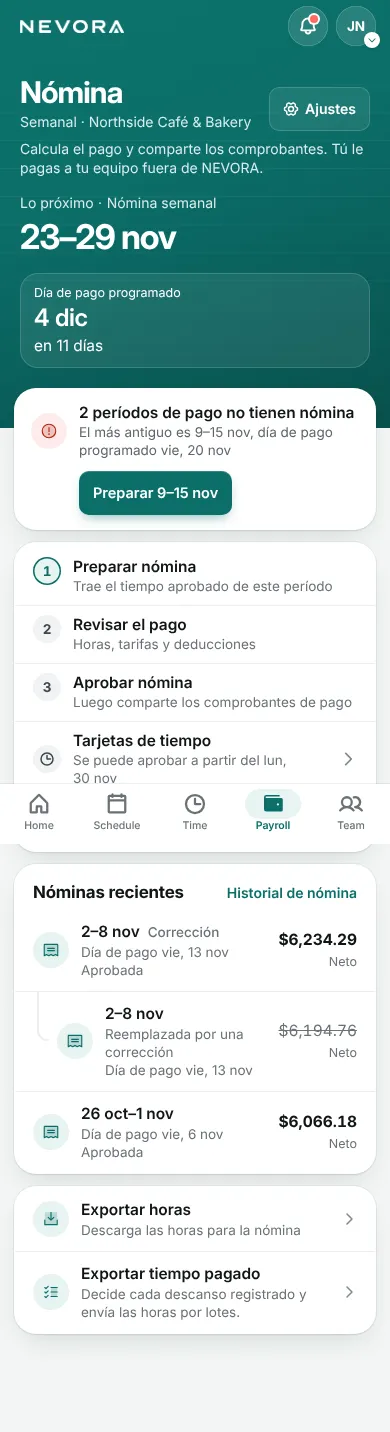 NEVORA
JN
Nómina
Semanal · Northside Café & Bakery
Ajustes
Calcula el pago y comparte los comprobantes. Tú le
pagas a tu equipo fuera de NEVORA.
Lo próximo · Nómina semanal
23–29 nov
Día de pago programado
4 dic
en 11 días
2 períodos de pago no tienen nómina
El más antiguo es 9–15 nov, día de pago
programado vie, 20 nov
Preparar 9–15 nov
1
Preparar nómina
Trae el tiempo aprobado de este período
2
Revisar el pago
Horas, tarifas y deducciones
3
Aprobar nómina
Luego comparte los comprobantes de pago
Tarjetas de tiempo
Se puede aprobar a partir del lun,
30 nov
Home
Schedule
Time
Payroll
Team
Nóminas recientes
Historial de nómina
2–8 nov Corrección
Día de pago vie, 13 nov
Aprobada
$6,234.29
Neto
2–8 nov
Reemplazada por una
corrección
Día de pago vie, 13 nov
$6,194.76
Neto
26 oct–1 nov
Día de pago vie, 6 nov
Aprobada
$6,066.18
Neto
Exportar horas
Descarga las horas para la nómina
Exportar tiempo pagado
Decide cada descanso registrado y
envía las horas por lotes.